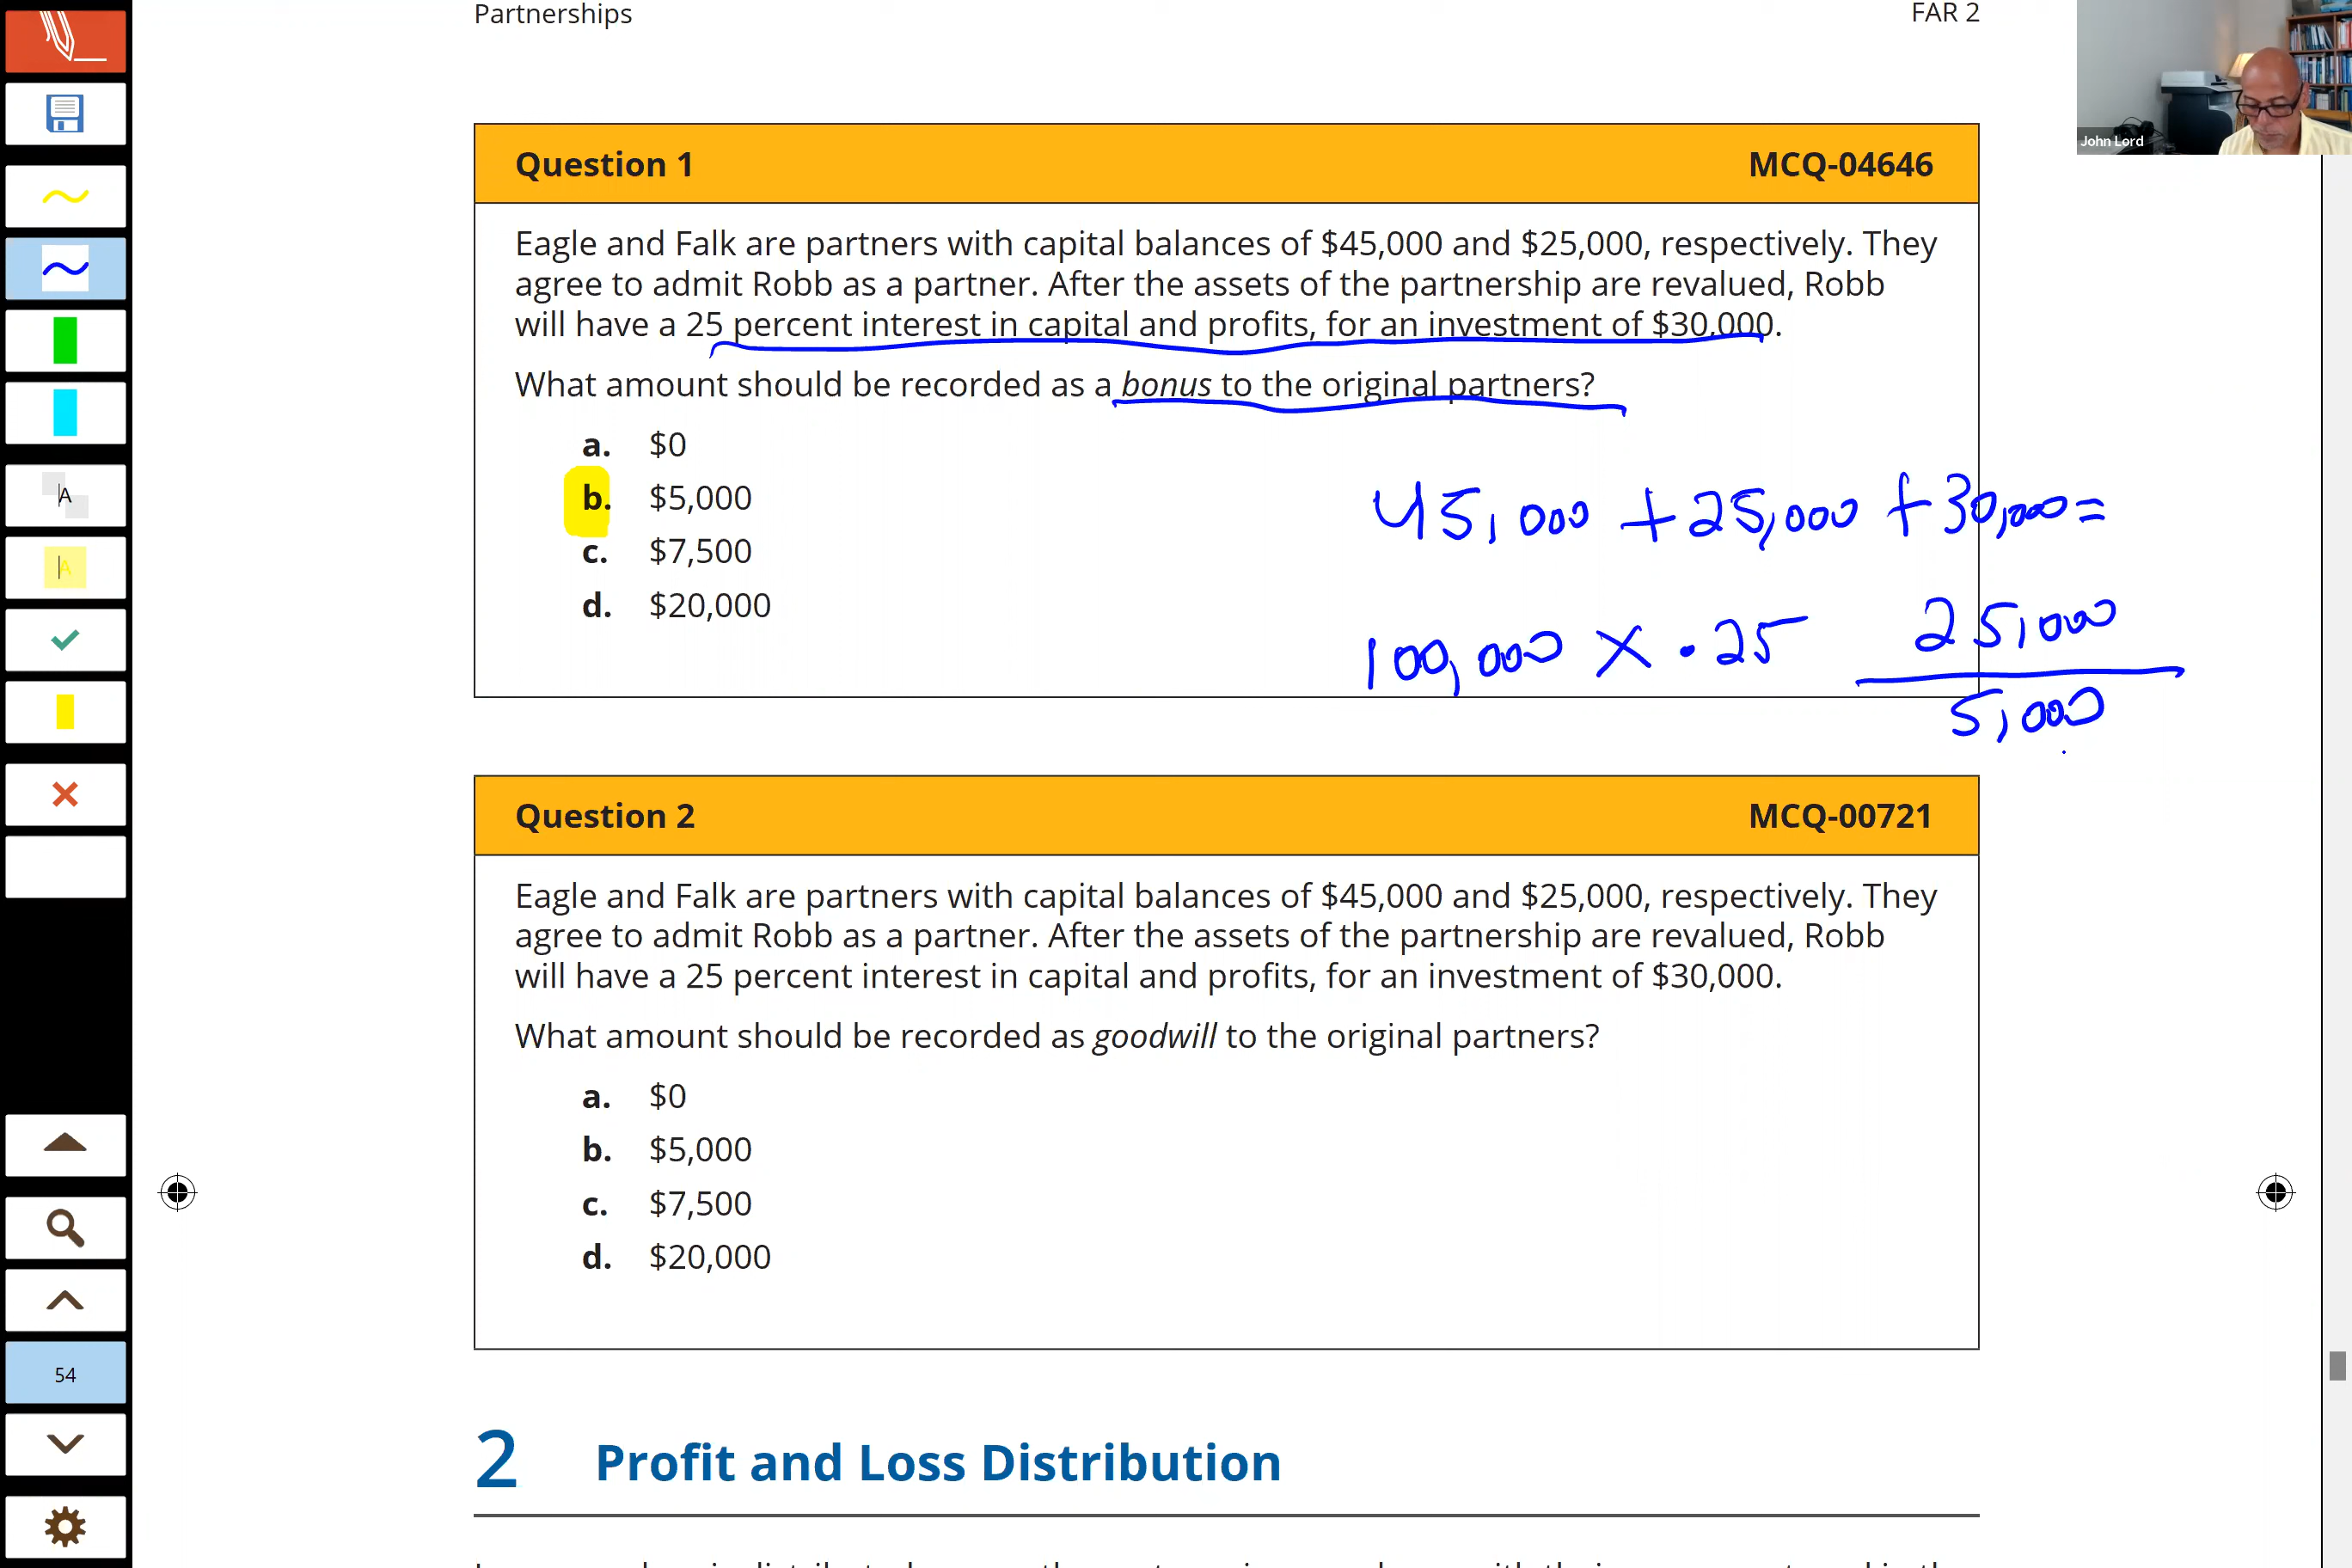 Partnerships FAR 2
John Lord
Question 1 MCQ-04646
Eagle and Falk are partners with capital balances of $45,000 and $25,000, respectively. They
agree to admit Robb as a partner. After the assets of the partnership are revalued, Robb
will have a 25 percent interest in capital and profits, for an investment of $30,000.
What amount should be recorded as a bonus to the original partners?
a. $0
b. $5,000
c. $7,500
d. $20,000
45,000 + 25,000 + 30,000 =
100,000 X .25 25,000
5,000
Question 2 MCQ-00721
Eagle and Falk are partners with capital balances of $45,000 and $25,000, respectively. They
agree to admit Robb as a partner. After the assets of the partnership are revalued, Robb
will have a 25 percent interest in capital and profits, for an investment of $30,000.
What amount should be recorded as goodwill to the original partners?
a. $0
b. $5,000
c. $7,500
d. $20,000
2 Profit and Loss Distribution
A
A
54